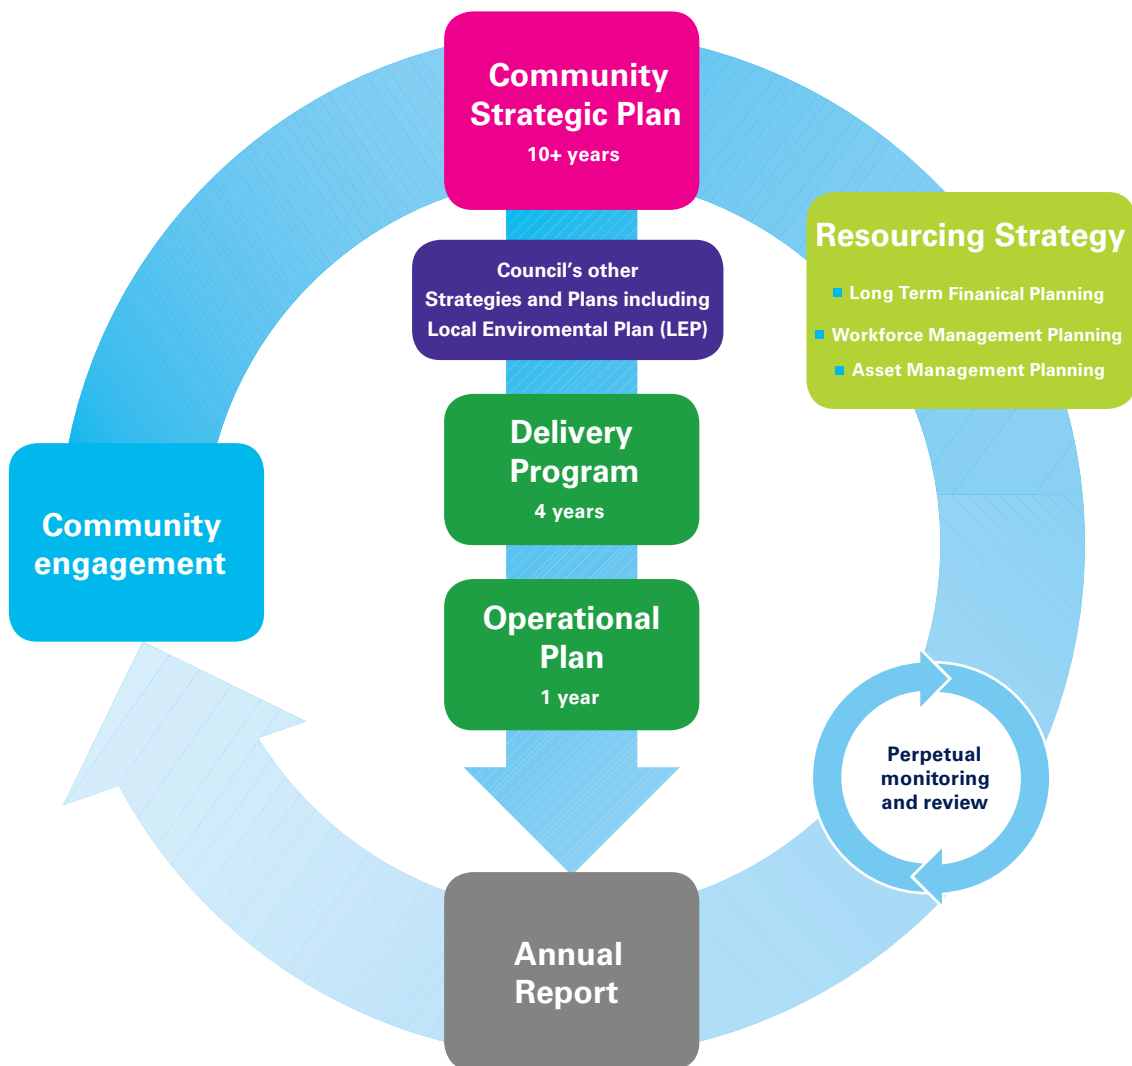 Community
Strategic Plan
10+ years
Resourcing Strategy
Long Term Finanical Planning
Workforce Management Planning
Asset Management Planning
Council's other
Strategies and Plans including
Local Enviromental Plan (LEP)
Delivery
Program
4 years
Community
engagement
Operational
Plan
1 year
Perpetual
monitoring
and review
Annual
Report